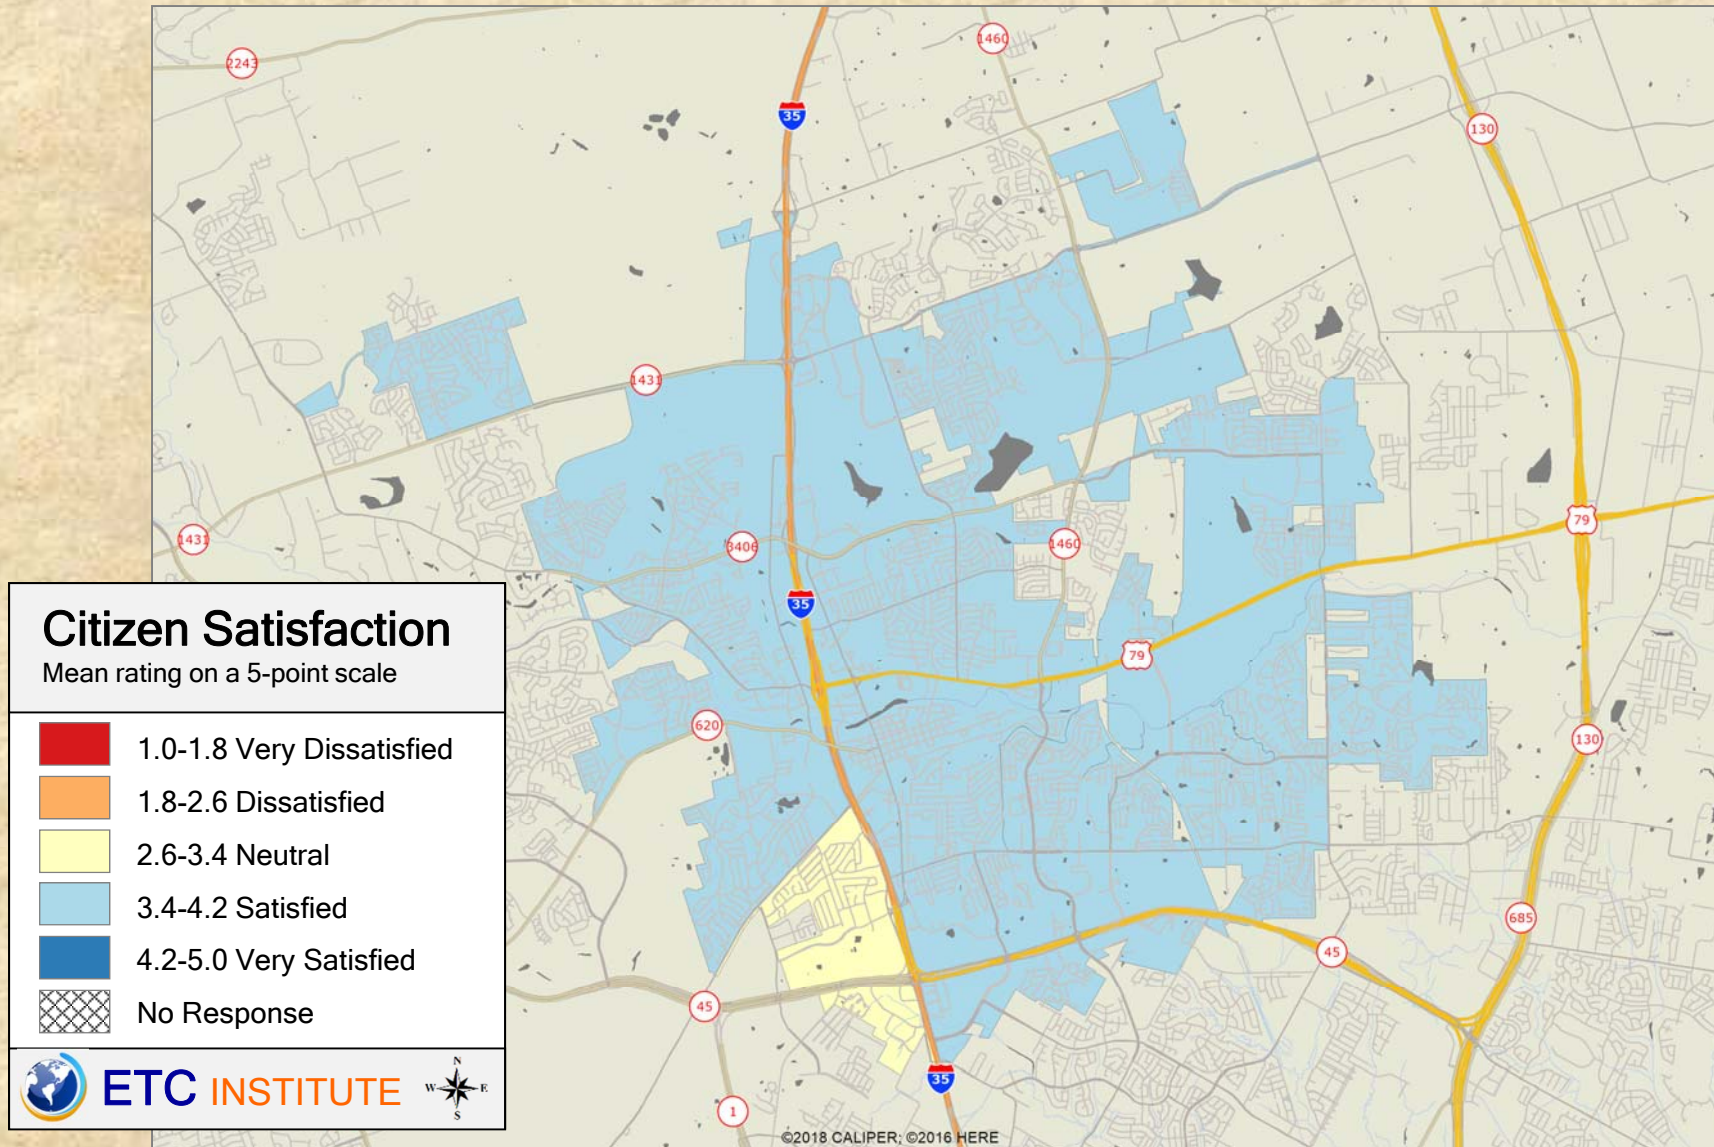 2243
1460
35
130
1431
1431
3406
1460
79
35
79
620
130
685
45
45
35
1
Citizen Satisfaction
Mean rating on a 5-point scale
1.0-1.8 Very Dissatisfied
1.8-2.6 Dissatisfied
2.6-3.4 Neutral
3.4-4.2 Satisfied
4.2-5.0 Very Satisfied
No Response
ETC INSTITUTE
N
W E
S
©2018 CALIPER; ©2016 HERE